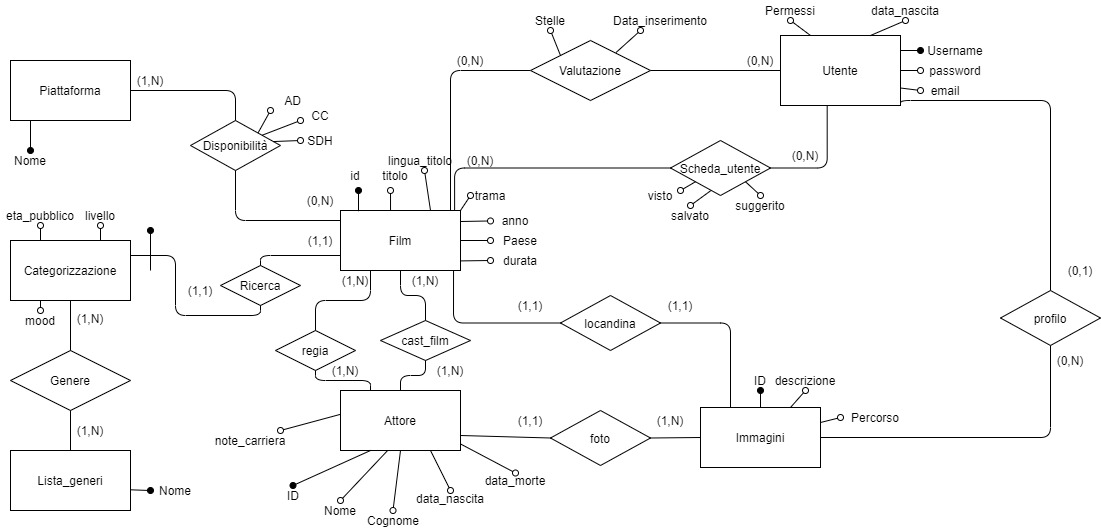 Permessi
data_nascita
Stelle
Data_inserimento
(0,N)
Valutazione
(0,N)
Utente
Username
password
email
Piattaforma
(1,N)
Nome
AD
CC
SDH
Disponibilità
(0,N)
Scheda_utente
(0,N)
visto
salvato
suggerito
id
titolo
lingua_titolo
trama
(0,N)
Film
anno
Paese
durata
eta_pubblico
livello
Categorizzazione
mood
(1,1)
Ricerca
(1,1)
(1,N)
(1,N)
(1,N)
(1,1)
locandina
(1,1)
(0,1)
profilo
(0,N)
regia
cast_film
(1,N)
(1,N)
Genere
(1,N)
Lista_generi
Nome
Attore
note_carriera
ID
Nome
Cognome
data_nascita
data_morte
(1,1)
foto
(1,N)
ID
descrizione
Percorso
Immagini